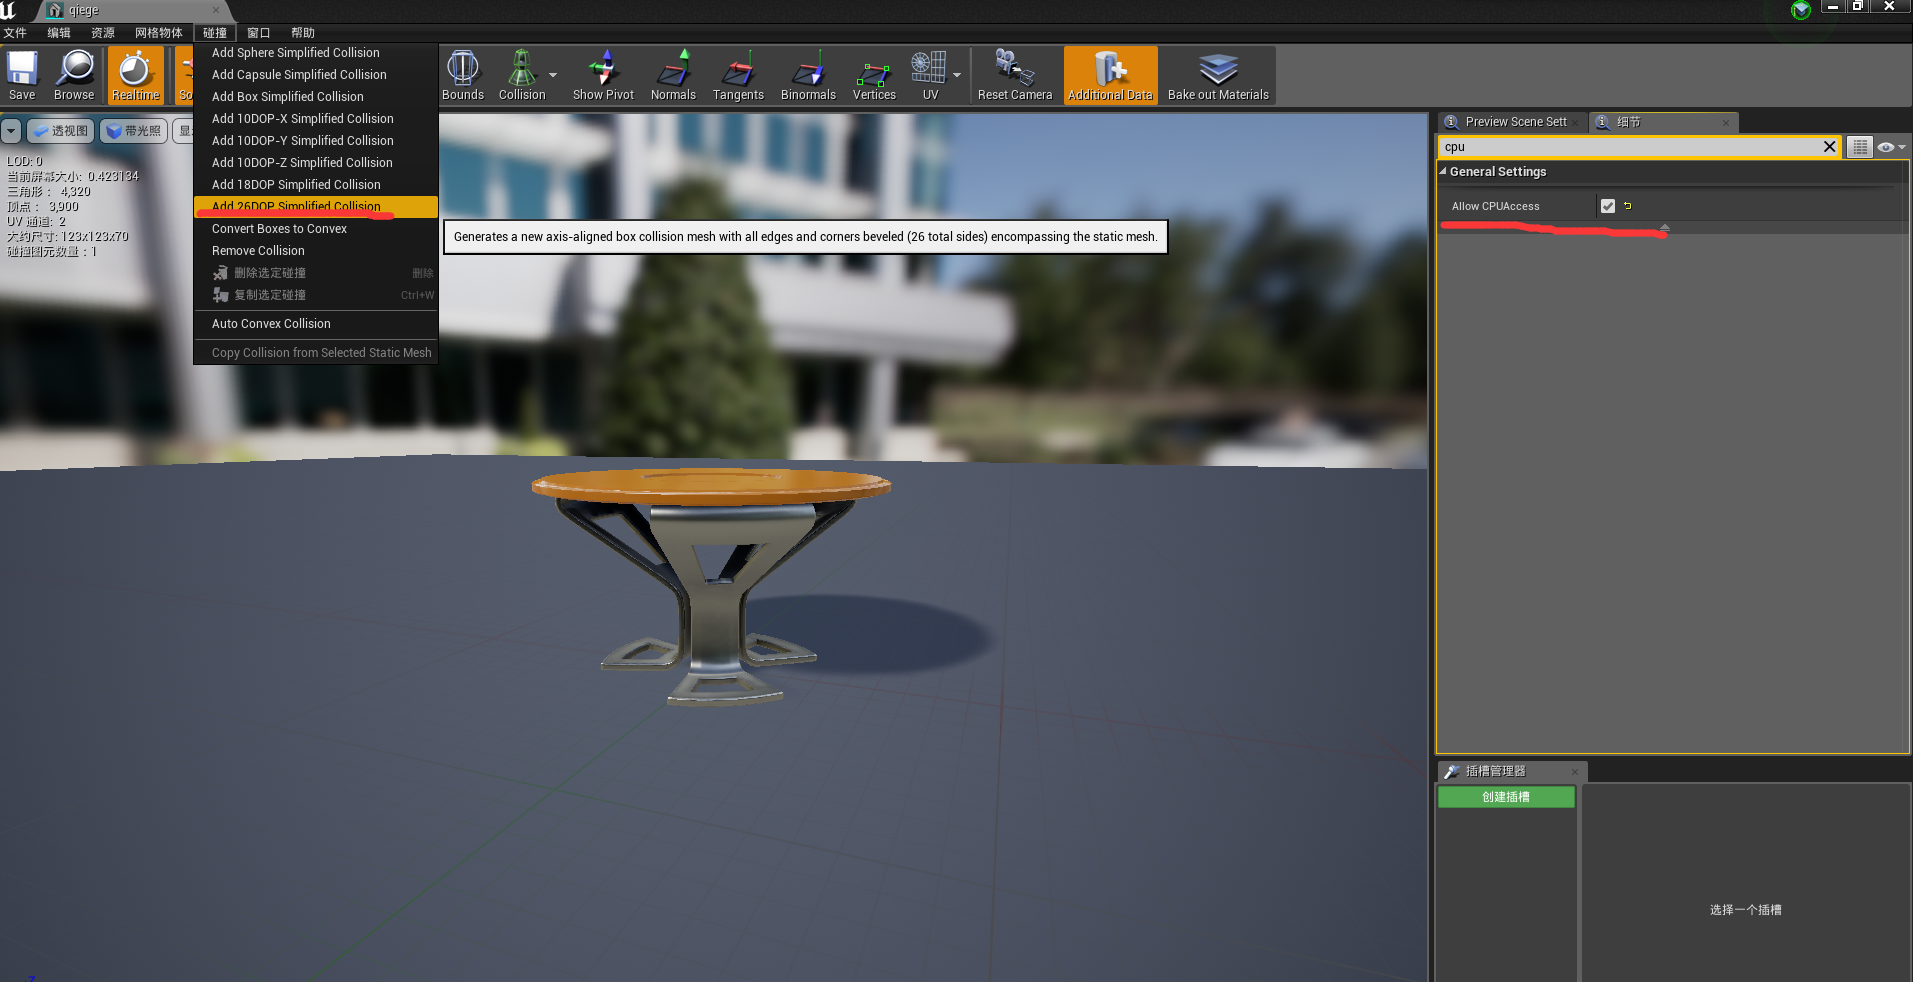 qiege
文件 编辑 资源 网格物体 碰撞 窗口 帮助
Save Browse Realtime So Bounds Collision Show Pivot Normals Tangents Binormals Vertices UV Reset Camera Additional Data Bake out Materials
Add Sphere Simplified Collision
Add Capsule Simplified Collision
Add Box Simplified Collision
Add 10DOP-X Simplified Collision
Add 10DOP-Y Simplified Collision
Add 10DOP-Z Simplified Collision
Add 18DOP Simplified Collision
Add 26DOP Simplified Collision
Convert Boxes to Convex
Remove Collision
删除选定碰撞 删除
复制选定碰撞 Ctrl+W
Auto Convex Collision
Copy Collision from Selected Static Mesh
Generates a new axis-aligned box collision mesh with all edges and corners beveled (26 total sides) encompassing the static mesh.
透视图 带光照 显
LOD: 0
当前屏幕大小: 0.423134
三角形: 4,320
顶点: 3,900
UV 通道: 2
大约尺寸: 123x123x70
碰撞图元数量: 1
Preview Scene Sett 细节
cpu
General Settings
Allow CPUAccess
插槽管理器
创建插槽
选择一个插槽
Z